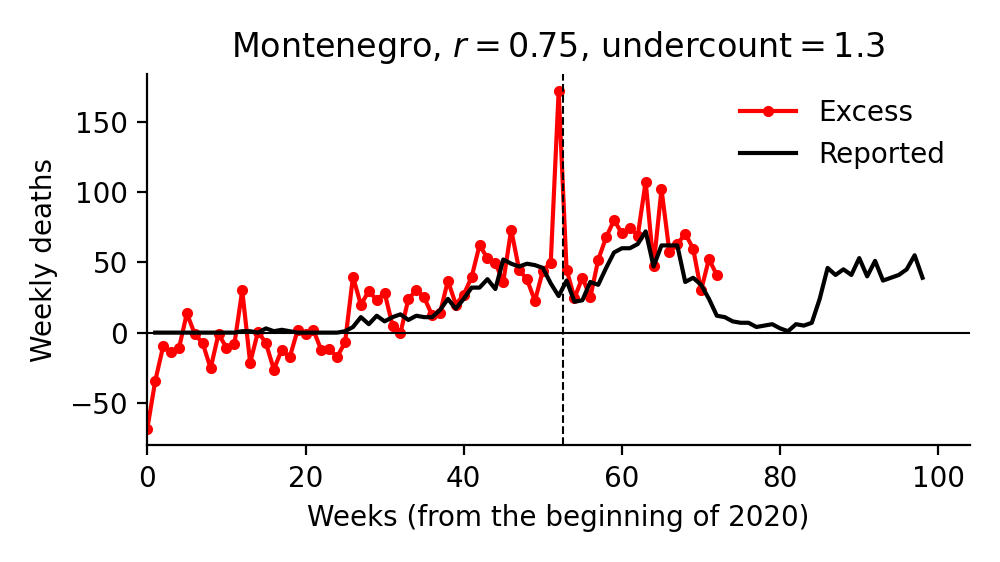 Montenegro, r = 0.75, undercount = 1.3
Excess
Reported
Weekly deaths
150
100
50
0
−50
0 20 40 60 80 100
Weeks (from the beginning of 2020)